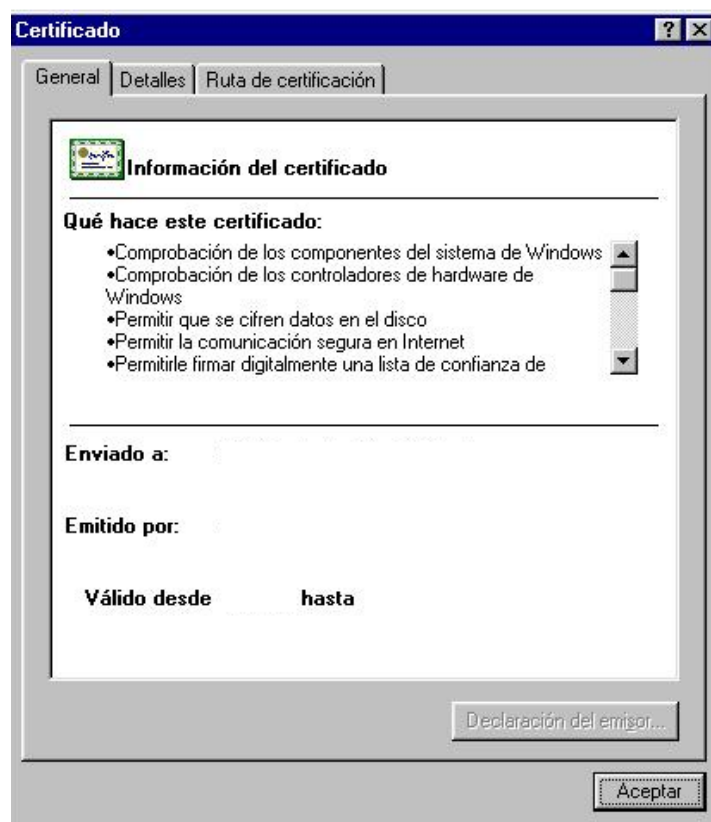 Certificado
General Detalles Ruta de certificación
Información del certificado
Qué hace este certificado:
•Comprobación de los componentes del sistema de Windows
•Comprobación de los controladores de hardware de
Windows
•Permitir que se cifren datos en el disco
•Permitir la comunicación segura en Internet
•Permitirle firmar digitalmente una lista de confianza de
Enviado a:
Emitido por:
Válido desde hasta
Declaración del emisor...
Aceptar